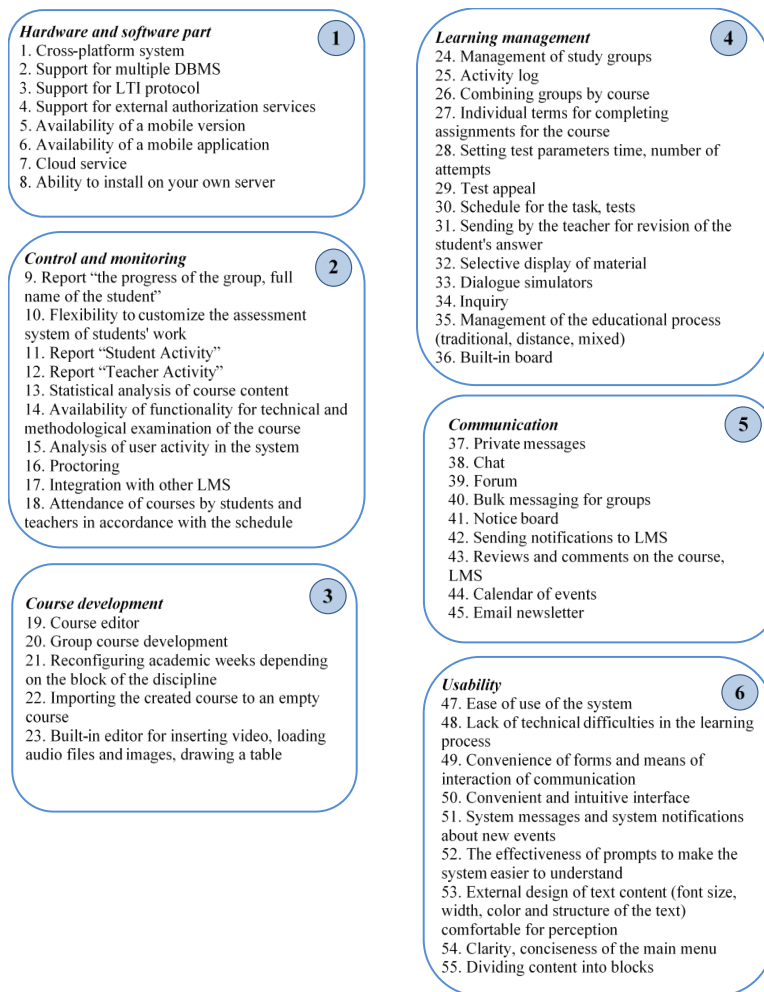 Hardware and software part
1
1. Cross-platform system
2. Support for multiple DBMS
3. Support for LTI protocol
4. Support for external authorization services
5. Availability of a mobile version
6. Availability of a mobile application
7. Cloud service
8. Ability to install on your own server
Control and monitoring
2
9. Report “the progress of the group, full
name of the student”
10. Flexibility to customize the assessment
system of students' work
11. Report “Student Activity”
12. Report “Teacher Activity”
13. Statistical analysis of course content
14. Availability of functionality for technical and
methodological examination of the course
15. Analysis of user activity in the system
16. Proctoring
17. Integration with other LMS
18. Attendance of courses by students and
teachers in accordance with the schedule
Course development
3
19. Course editor
20. Group course development
21. Reconfiguring academic weeks depending
on the block of the discipline
22. Importing the created course to an empty
course
23. Built-in editor for inserting video, loading
audio files and images, drawing a table
Learning management
4
24. Management of study groups
25. Activity log
26. Combining groups by course
27. Individual terms for completing
assignments for the course
28. Setting test parameters time, number of
attempts
29. Test appeal
30. Schedule for the task, tests
31. Sending by the teacher for revision of the
student's answer
32. Selective display of material
33. Dialogue simulators
34. Inquiry
35. Management of the educational process
(traditional, distance, mixed)
36. Built-in board
Communication
5
37. Private messages
38. Chat
39. Forum
40. Bulk messaging for groups
41. Notice board
42. Sending notifications to LMS
43. Reviews and comments on the course,
LMS
44. Calendar of events
45. Email newsletter
Usability
6
47. Ease of use of the system
48. Lack of technical difficulties in the learning
process
49. Convenience of forms and means of
interaction of communication
50. Convenient and intuitive interface
51. System messages and system notifications
about new events
52. The effectiveness of prompts to make the
system easier to understand
53. External design of text content (font size,
width, color and structure of the text)
comfortable for perception
54. Clarity, conciseness of the main menu
55. Dividing content into blocks